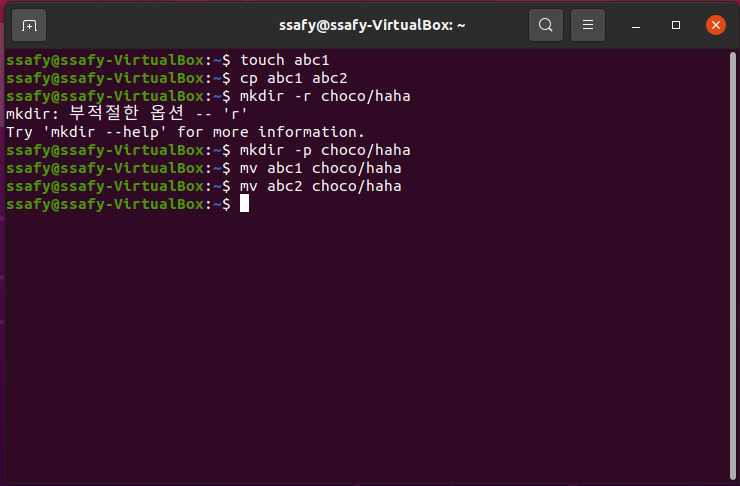 ssafy@ssafy-VirtualBox: ~
ssafy@ssafy-VirtualBox:~$ touch abc1
ssafy@ssafy-VirtualBox:~$ cp abc1 abc2
ssafy@ssafy-VirtualBox:~$ mkdir -r choco/haha
mkdir: 부적절한 옵션 -- 'r'
Try 'mkdir --help' for more information.
ssafy@ssafy-VirtualBox:~$ mkdir -p choco/haha
ssafy@ssafy-VirtualBox:~$ mv abc1 choco/haha
ssafy@ssafy-VirtualBox:~$ mv abc2 choco/haha
ssafy@ssafy-VirtualBox:~$